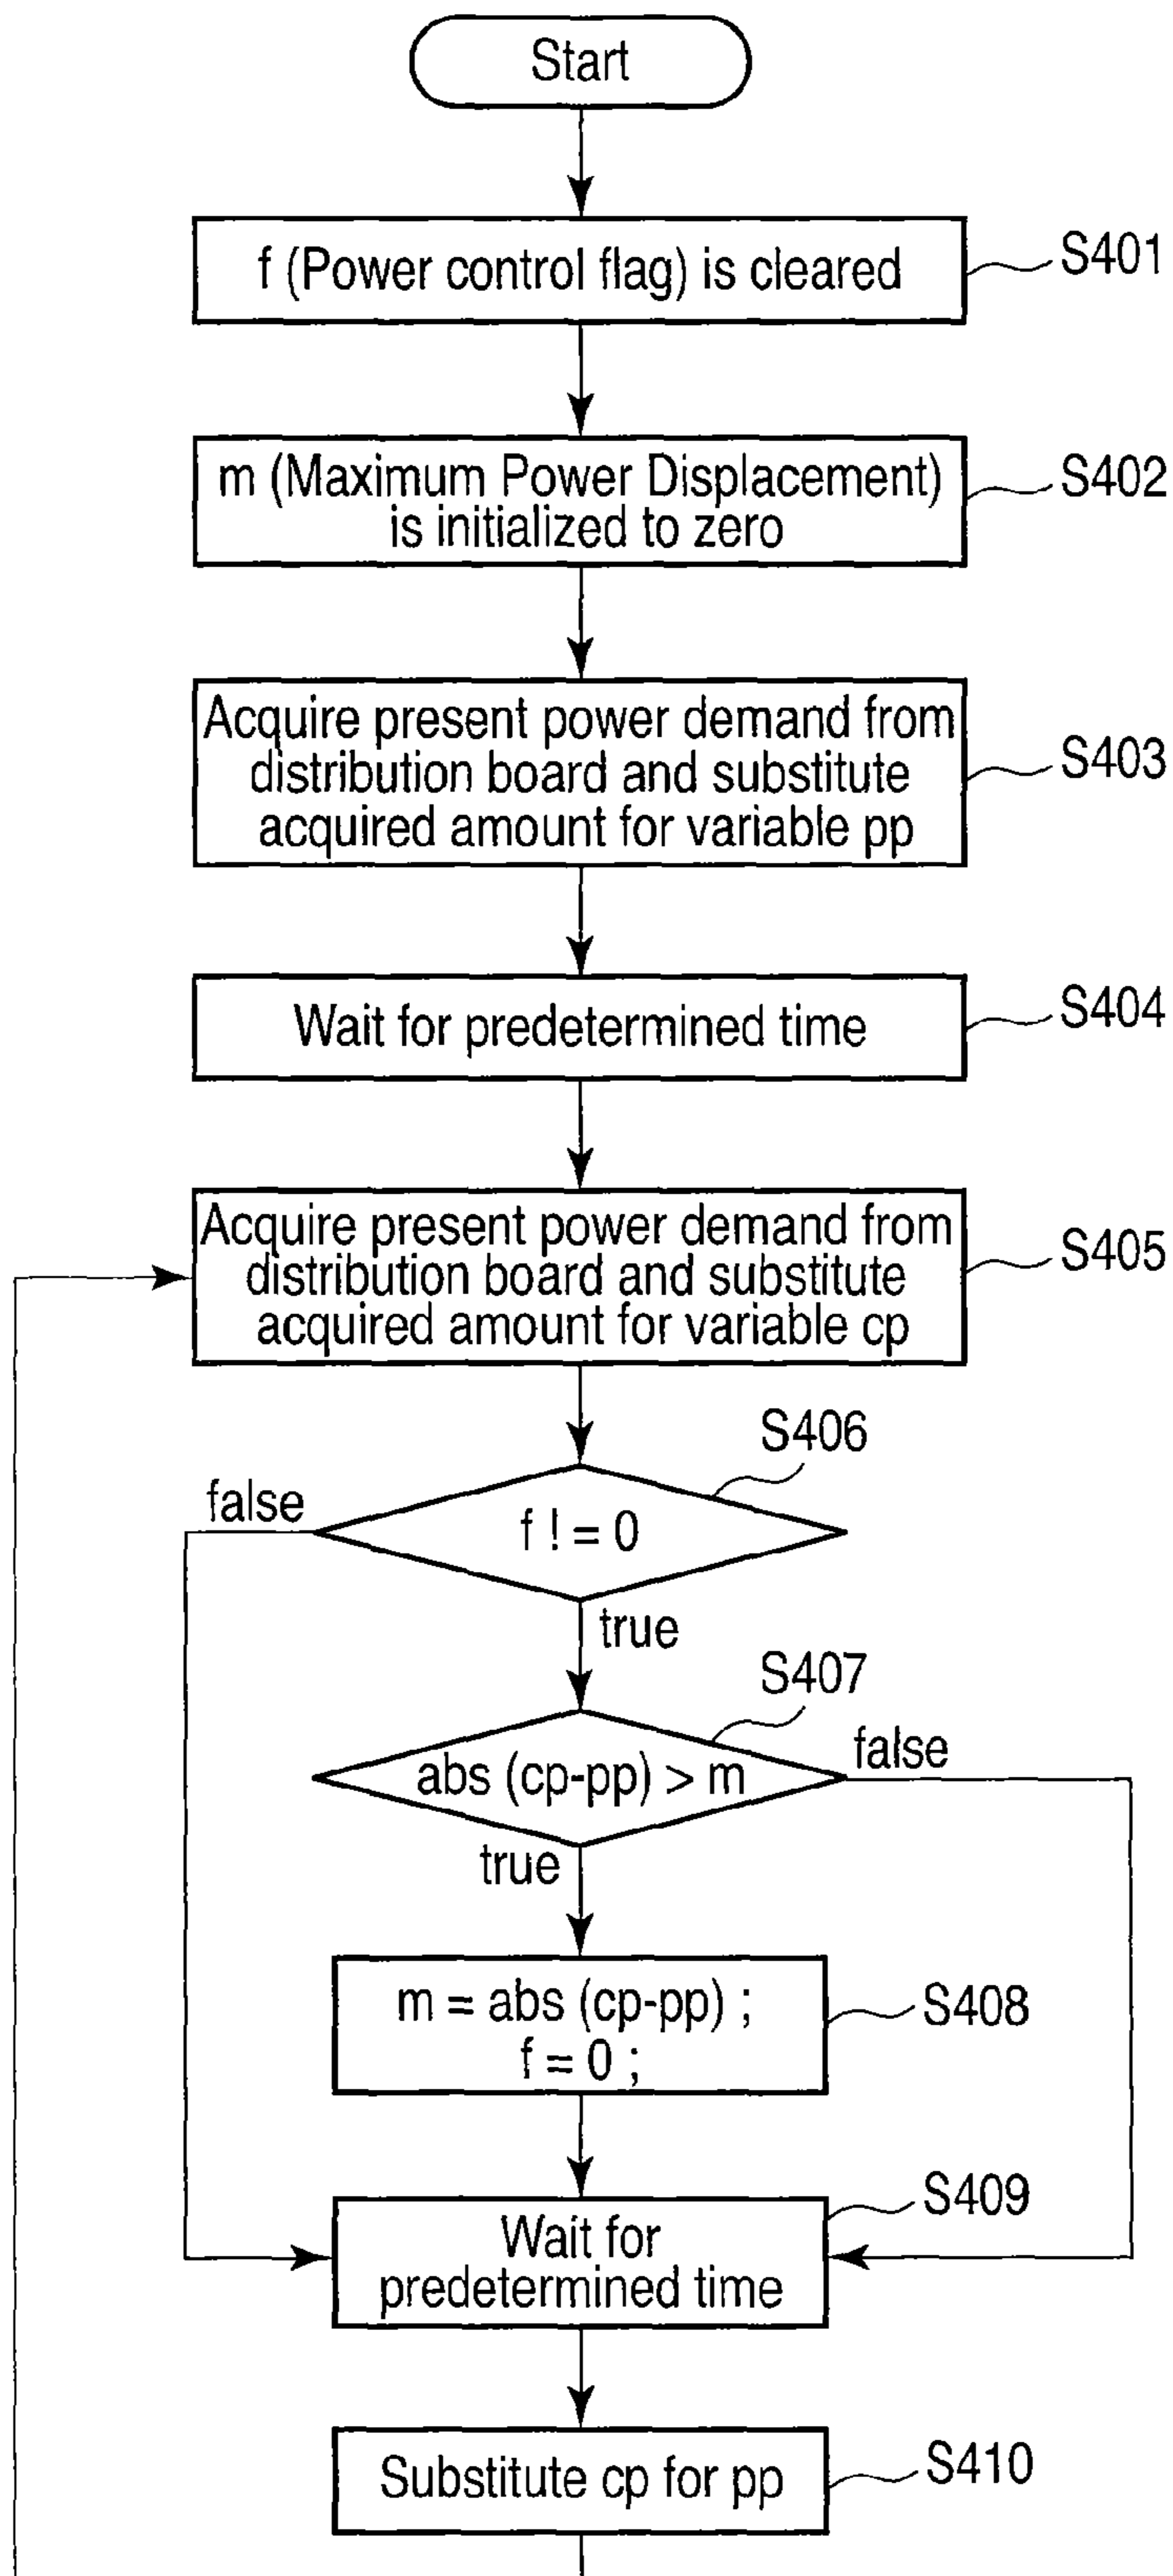 Start
f (Power control flag) is cleared
S401
m (Maximum Power Displacement)
is initialized to zero
S402
Acquire present power demand from
distribution board and substitute
acquired amount for variable pp
S403
Wait for predetermined time
S404
Acquire present power demand from
distribution board and substitute
acquired amount for variable cp
S405
S406
false
f ! = 0
true
S407
abs (cp-pp) > m
false
true
m = abs (cp-pp) ;
f = 0 ;
S408
S409
Wait for
predetermined time
Substitute cp for pp
S410